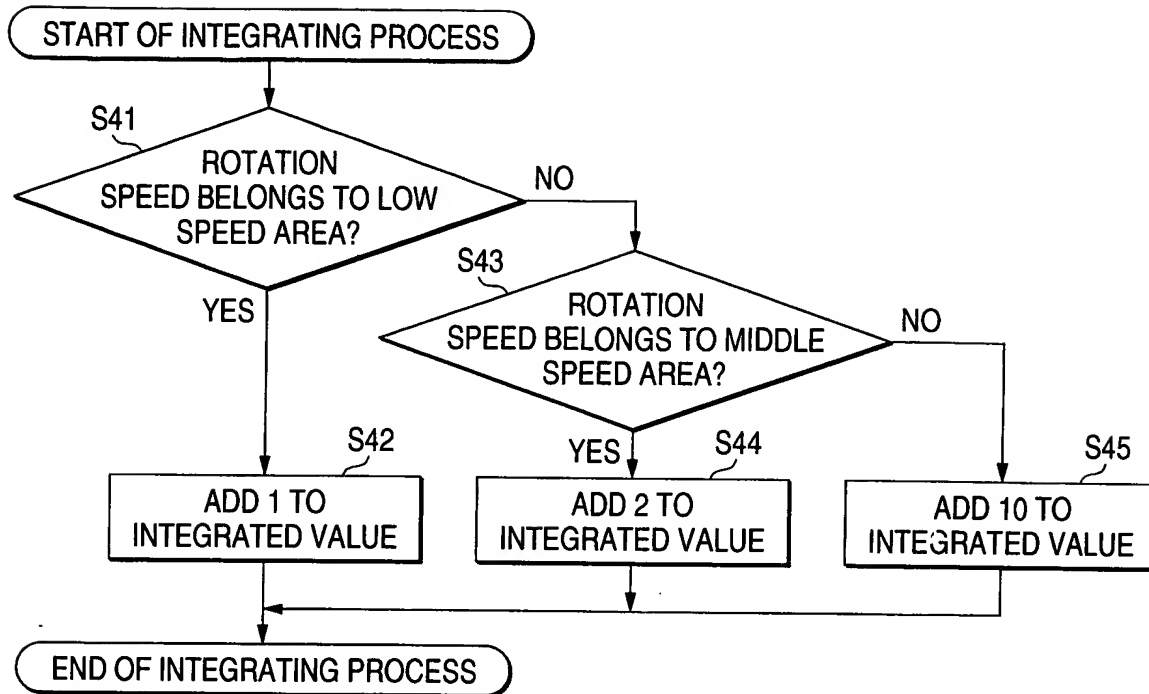 START OF INTEGRATING PROCESS
S41
ROTATION
SPEED BELONGS TO LOW
SPEED AREA?
NO
YES
S43
ROTATION
SPEED BELONGS TO MIDDLE
SPEED AREA?
NO
YES
S42
ADD 1 TO
INTEGRATED VALUE
S44
ADD 2 TO
INTEGRATED VALUE
S45
ADD 10 TO
INTEGRATED VALUE
END OF INTEGRATING PROCESS